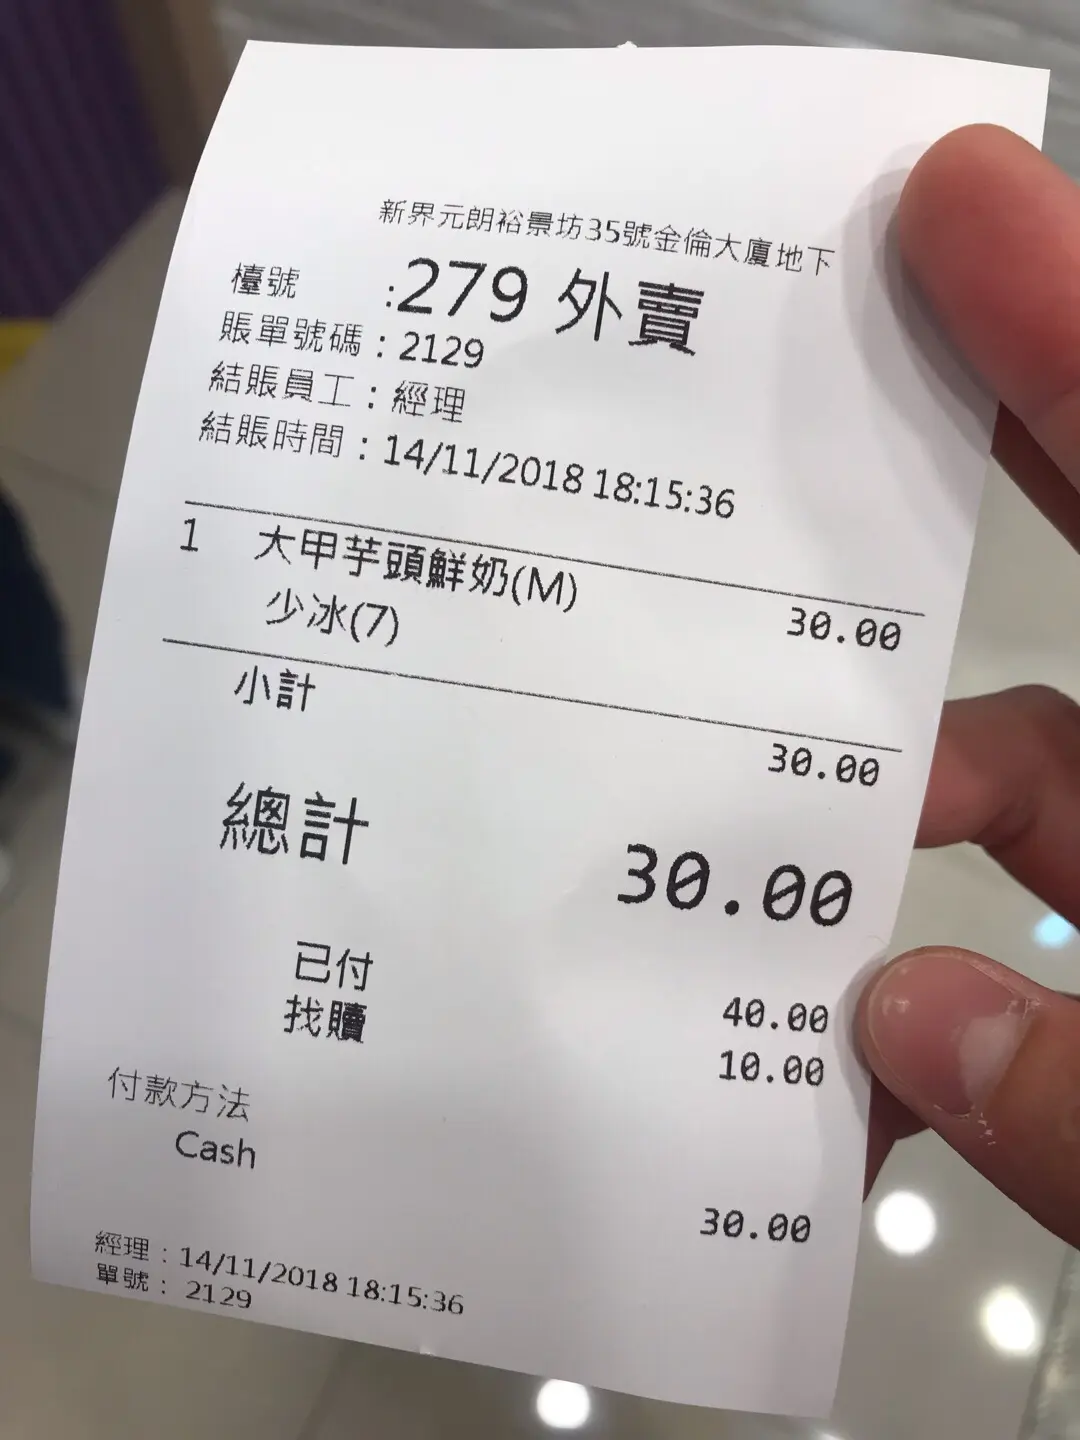 新界元朗裕景坊35號金倫大廈地下
檯號 :279 外賣
賬單號碼：2129
結賬員工：經理
結賬時間：14/11/2018 18:15:36
1 大甲芋頭鮮奶(M) 30.00
少冰(7)
小計 30.00
總計 30.00
已付 40.00
找贖 10.00
付款方法
Cash 30.00
經理：14/11/2018 18:15:36
單號：2129